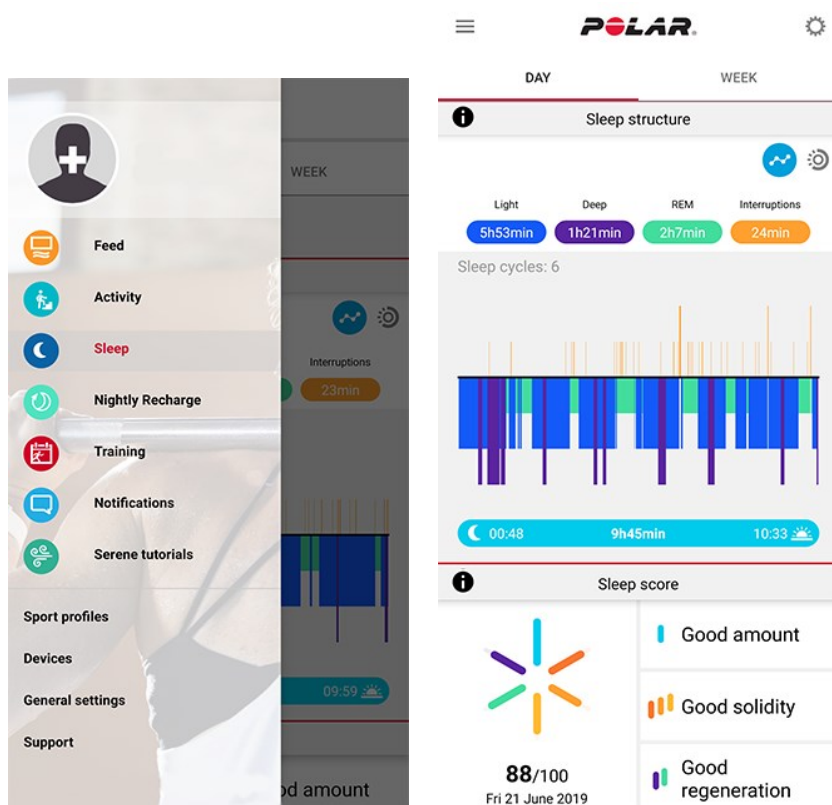 WEEK
Feed
Activity
Sleep
Interruptions
Nightly Recharge
23min
Training
Notifications
Serene tutorials
Sport profiles
Devices
09:59
General settings
Support
od amount
POLAR
DAY WEEK
Sleep structure
Light Deep REM Interruptions
5h53min 1h21min 2h7min 24min
Sleep cycles: 6
00:48 9h45min 10:33
Sleep score
Good amount
Good solidity
88/100
Fri 21 June 2019
Good
regeneration